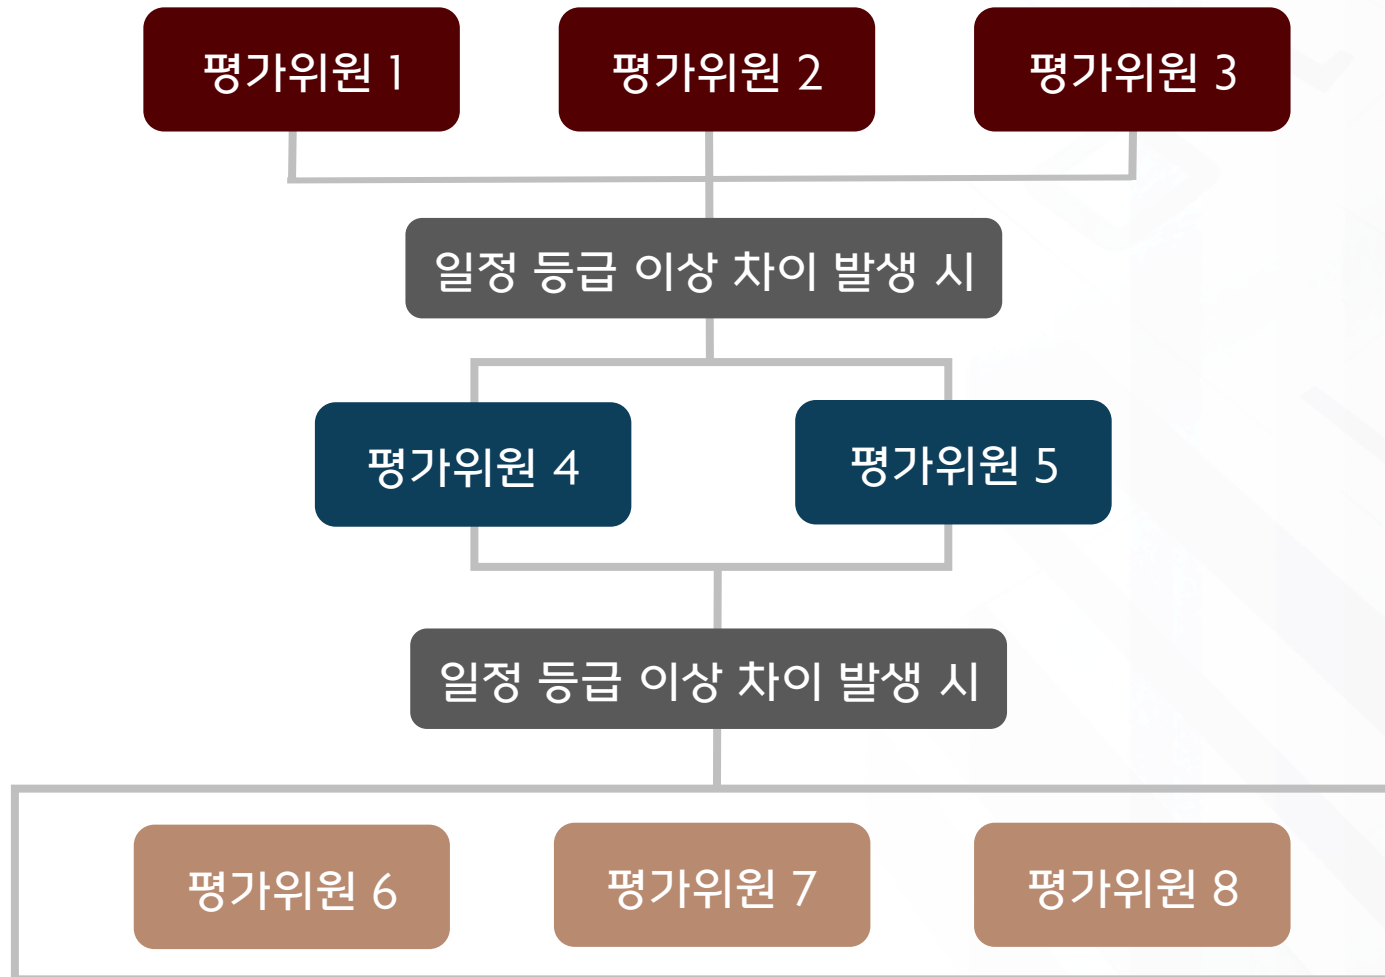 평가위원 1
평가위원 2
평가위원 3
일정 등급 이상 차이 발생 시
평가위원 4
평가위원 5
일정 등급 이상 차이 발생 시
평가위원 6
평가위원 7
평가위원 8